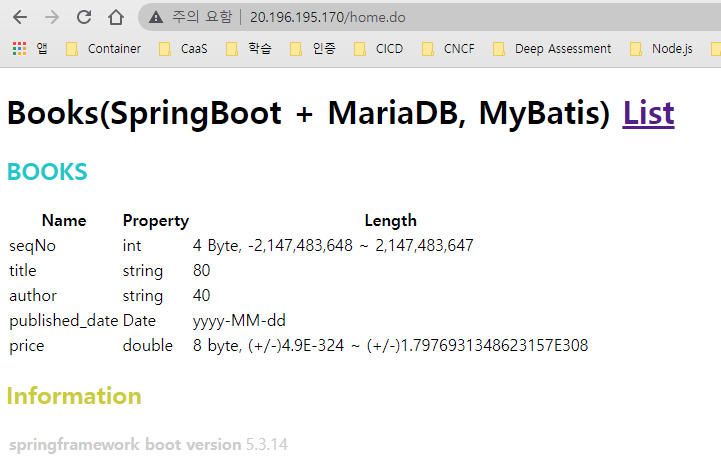 주의 요함 | 20.196.195.170/home.do
앱 Container CaaS 학습 인증 CICD CNCF Deep Assessment Node.js
Books(SpringBoot + MariaDB, MyBatis) List
BOOKS
Name Property Length
seqNo int 4 Byte, -2,147,483,648 ~ 2,147,483,647
title string 80
author string 40
published_date Date yyyy-MM-dd
price double 8 byte, (+/-)4.9E-324 ~ (+/-)1.7976931348623157E308
Information
springframework boot version 5.3.14